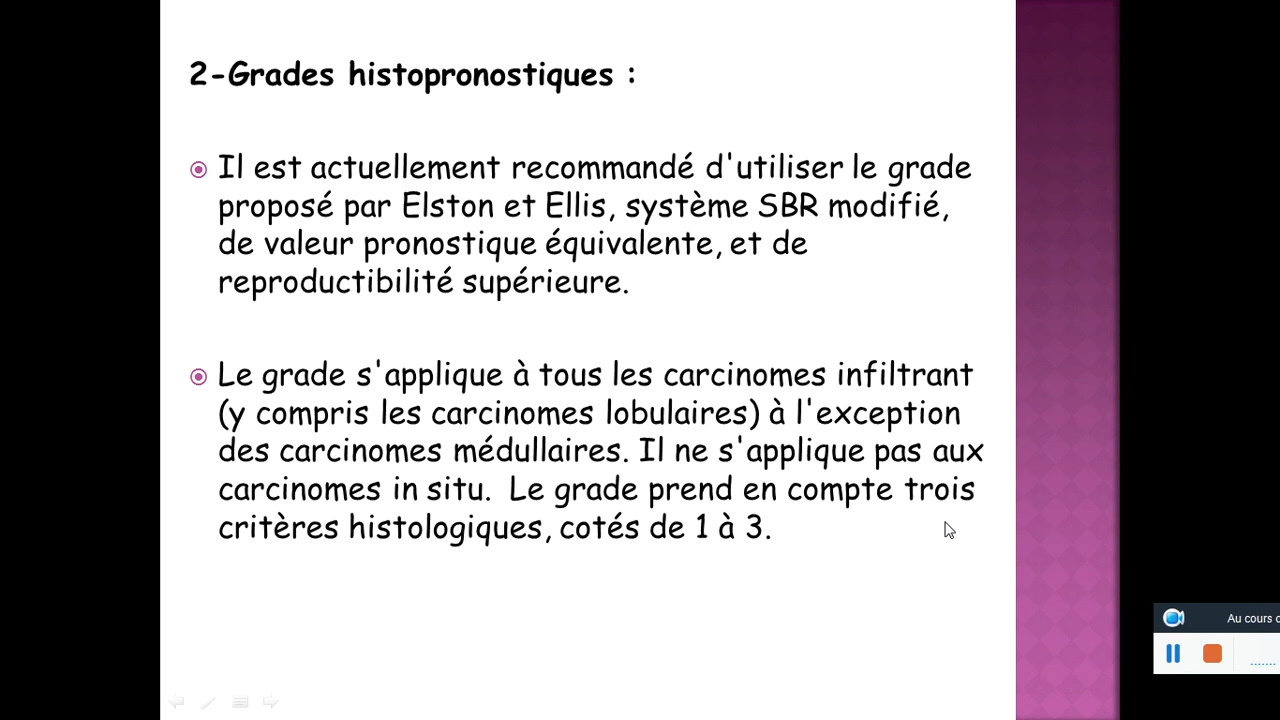 2-Grades histopronostiques :
Il est actuellement recommandé d'utiliser le grade
proposé par Elston et Ellis, système SBR modifié,
de valeur pronostique équivalente, et de
reproductibilité supérieure.
Le grade s'applique à tous les carcinomes infiltrant
(y compris les carcinomes lobulaires) à l'exception
des carcinomes médullaires. Il ne s'applique pas aux
carcinomes in situ.  Le grade prend en compte trois
critères histologiques, cotés de 1 à 3.
Au cours